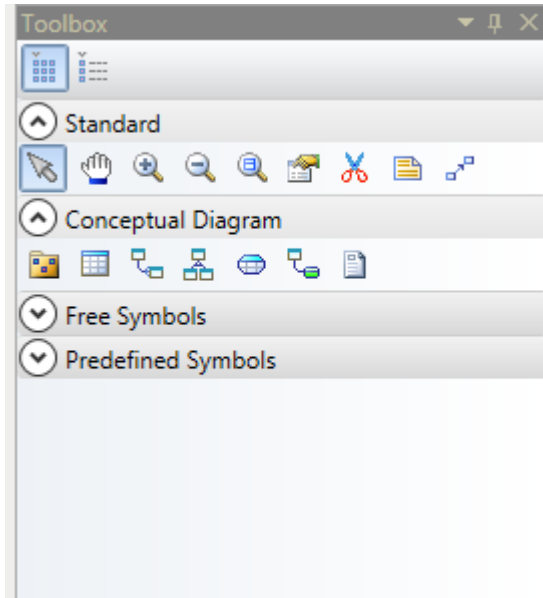 Toolbox
Standard
Conceptual Diagram
Free Symbols
Predefined Symbols